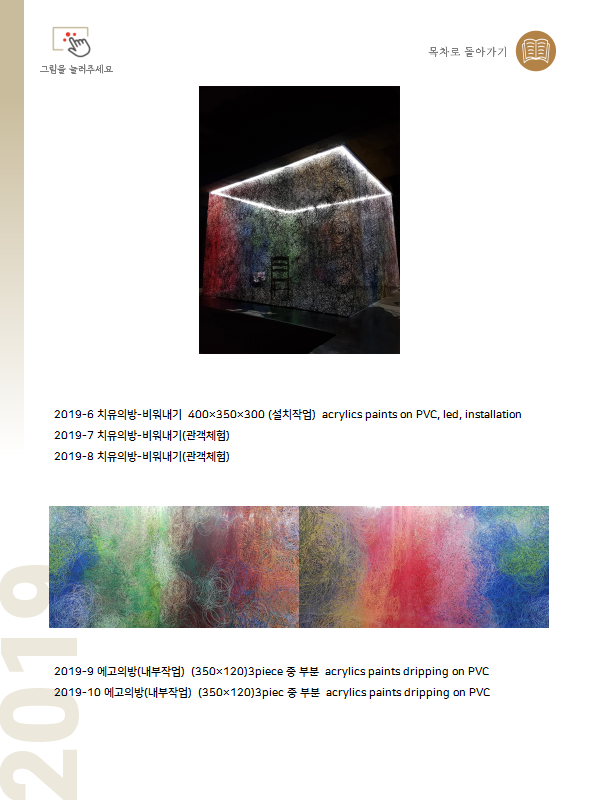 그림을 눌러주세요
목차로 돌아가기
2019-6 치유의방-비워내기 400×350×300 (설치작업) acrylics paints on PVC, led, installation
2019-7 치유의방-비워내기(관객체험)
2019-8 치유의방-비워내기(관객체험)
2019-9 에고의방(내부작업) (350×120)3piece 중 부분 acrylics paints dripping on PVC
2019-10 에고의방(내부작업) (350×120)3piec 중 부분 acrylics paints dripping on PVC
2019